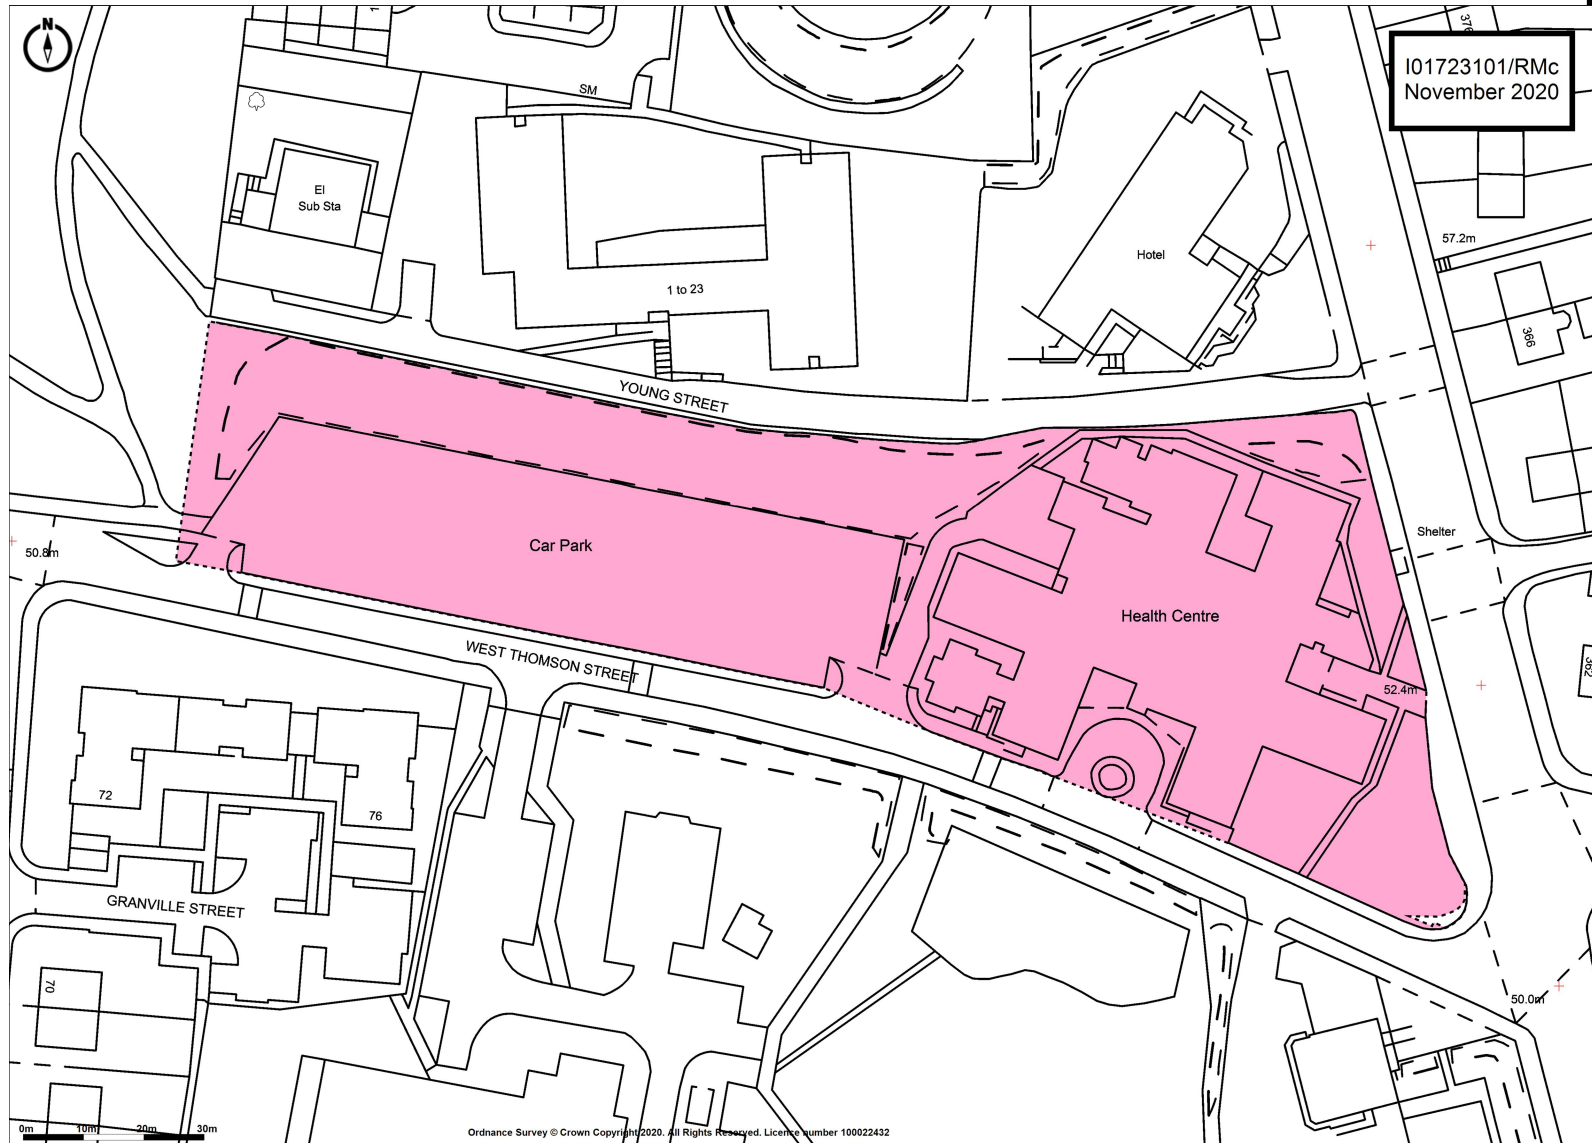 N
I01723101/RMc
November 2020
376
SM
El
Sub Sta
57.2m
Hotel
1 to 23
366
YOUNG STREET
Shelter
Car Park
50.8m
Health Centre
WEST THOMSON STREET
362
52.4m
72
76
GRANVILLE STREET
70
50.0m
0m 10m 20m 30m
Ordnance Survey © Crown Copyright 2020. All Rights Reserved. Licence number 100022432